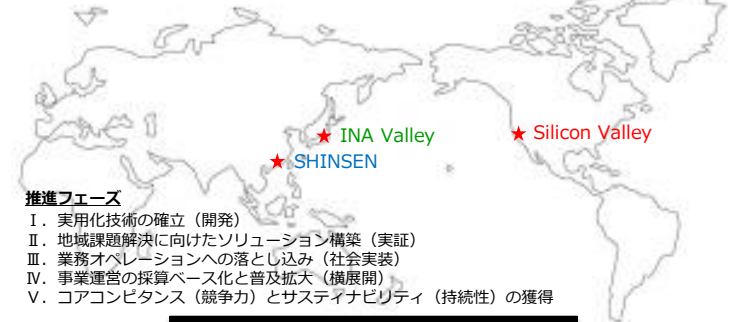 INA Valley
Silicon Valley
SHINSEN
推進フェーズ
Ⅰ．実用化技術の確立（開発）
Ⅱ．地域課題解決に向けたソリューション構築（実証）
Ⅲ．業務オペレーションへの落とし込み（社会実装）
Ⅳ．事業運営の採算ベース化と普及拡大（横展開）
Ⅴ．コアコンピタンス（競争力）とサスティナビリティ（持続性）の獲得